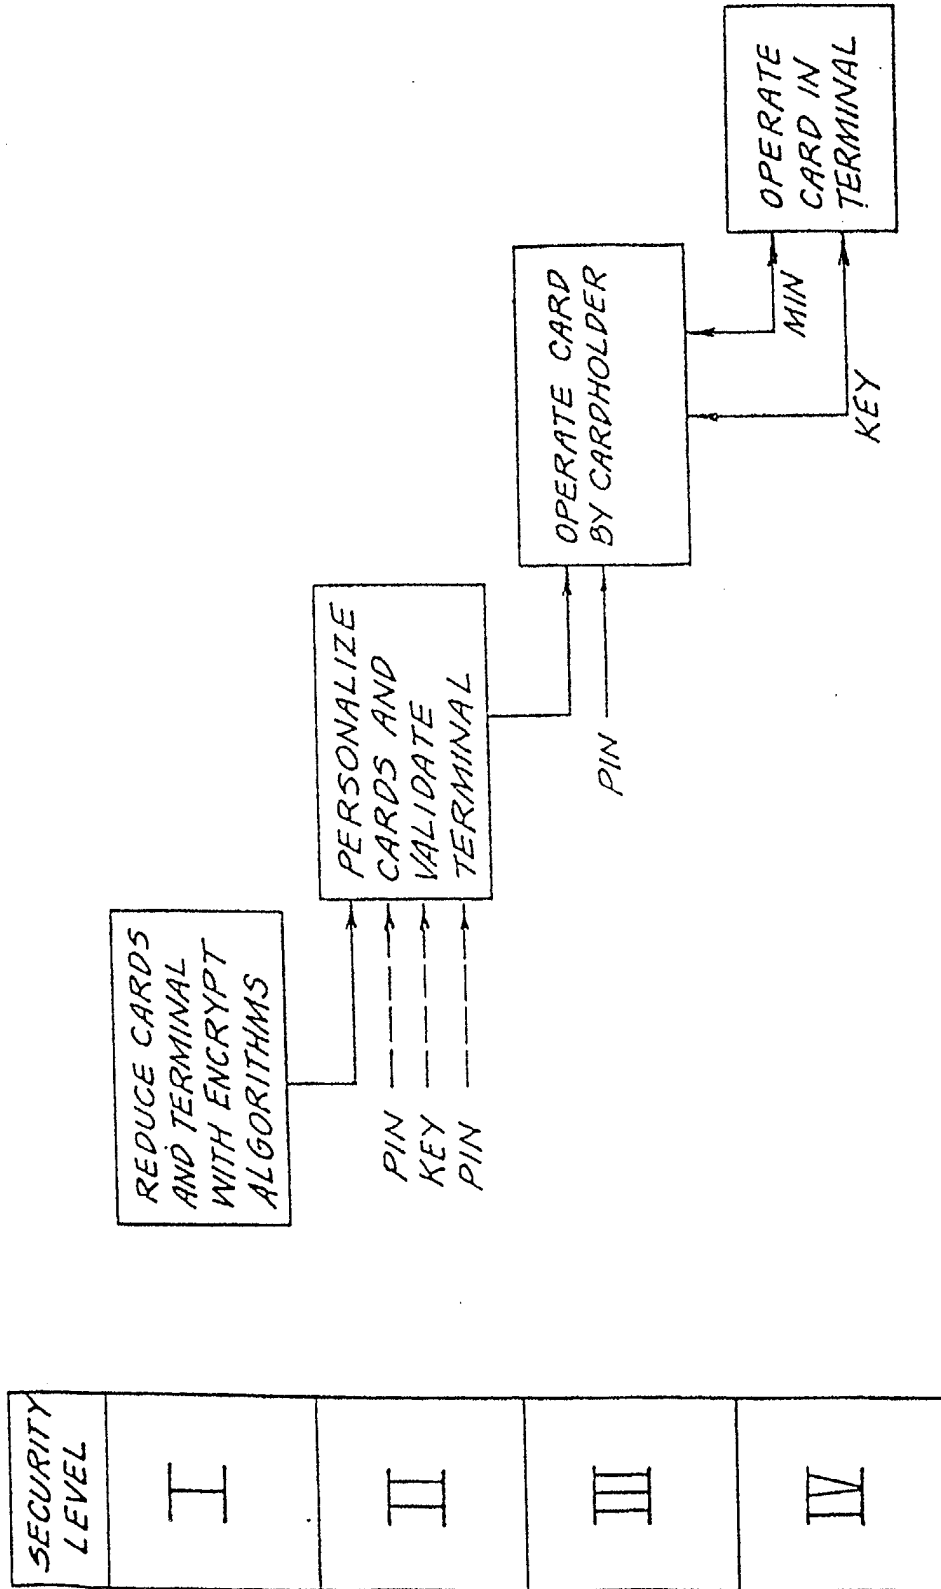 SECURITY
LEVEL
I
II
III
IV
REDUCE CARDS
AND TERMINAL
WITH ENCRYPT
ALGORITHMS
PERSONALIZE
CARDS AND
VALIDATE
TERMINAL
PIN
KEY
PIN
OPERATE CARD
BY CARDHOLDER
PIN
OPERATE
CARD IN
TERMINAL
MIN
KEY